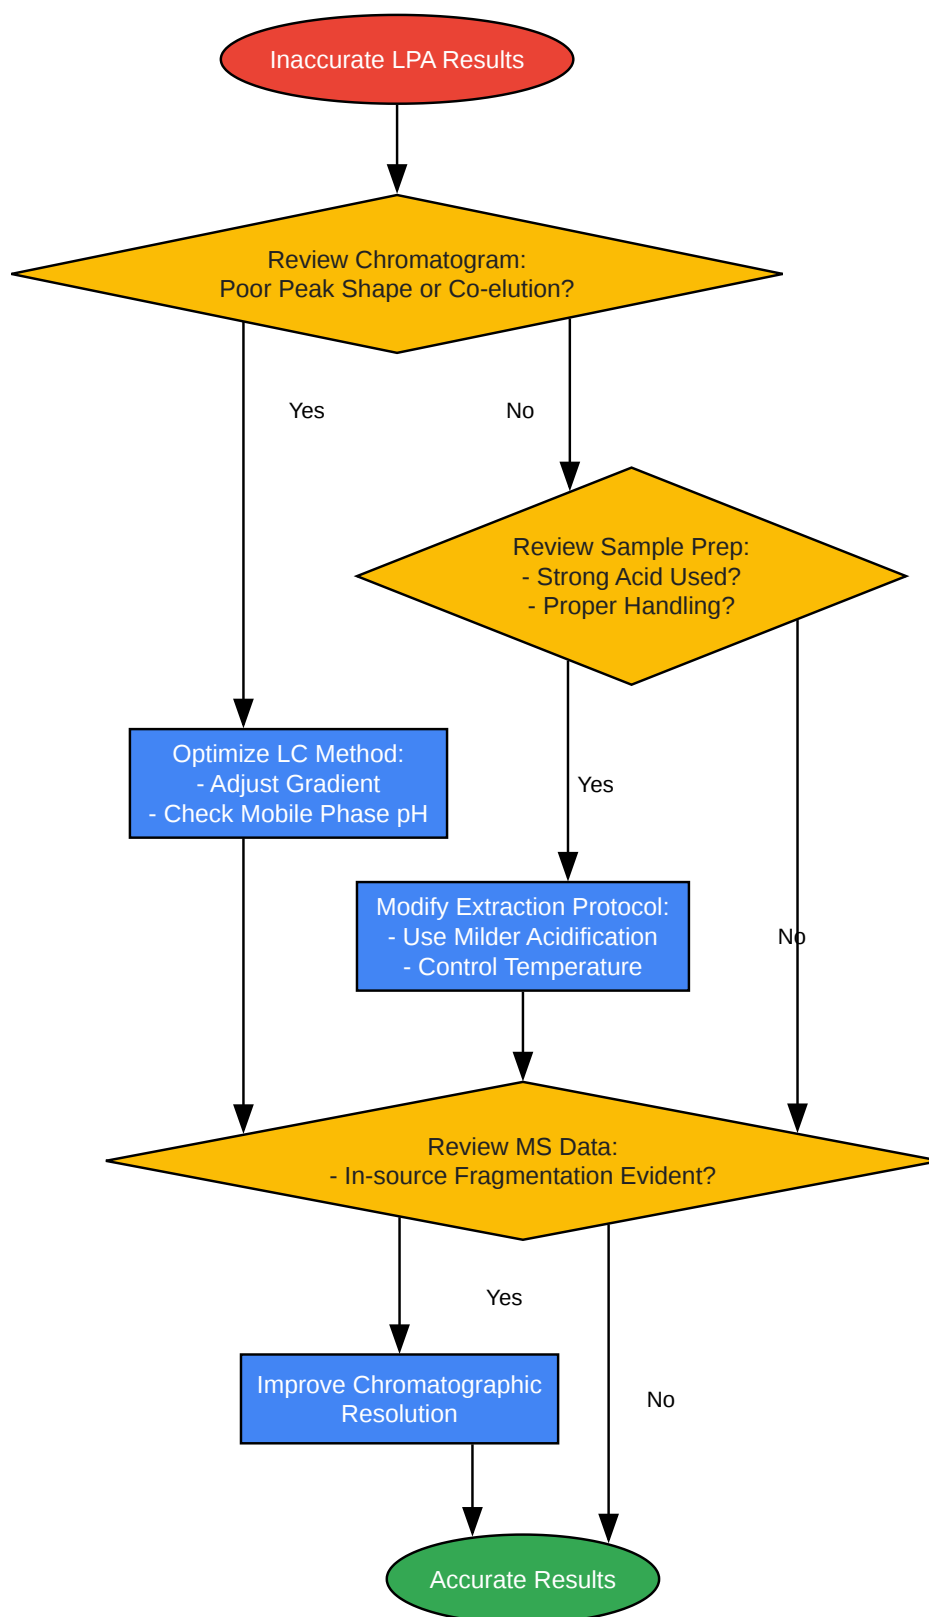 Inaccurate LPA Results
Review Chromatogram:
Poor Peak Shape or Co-elution?
Yes
No
Review Sample Prep:
- Strong Acid Used?
- Proper Handling?
Optimize LC Method:
- Adjust Gradient
- Check Mobile Phase pH
Yes
Modify Extraction Protocol:
- Use Milder Acidification
- Control Temperature
No
Review MS Data:
- In-source Fragmentation Evident?
Yes
Improve Chromatographic
Resolution
No
Accurate Results